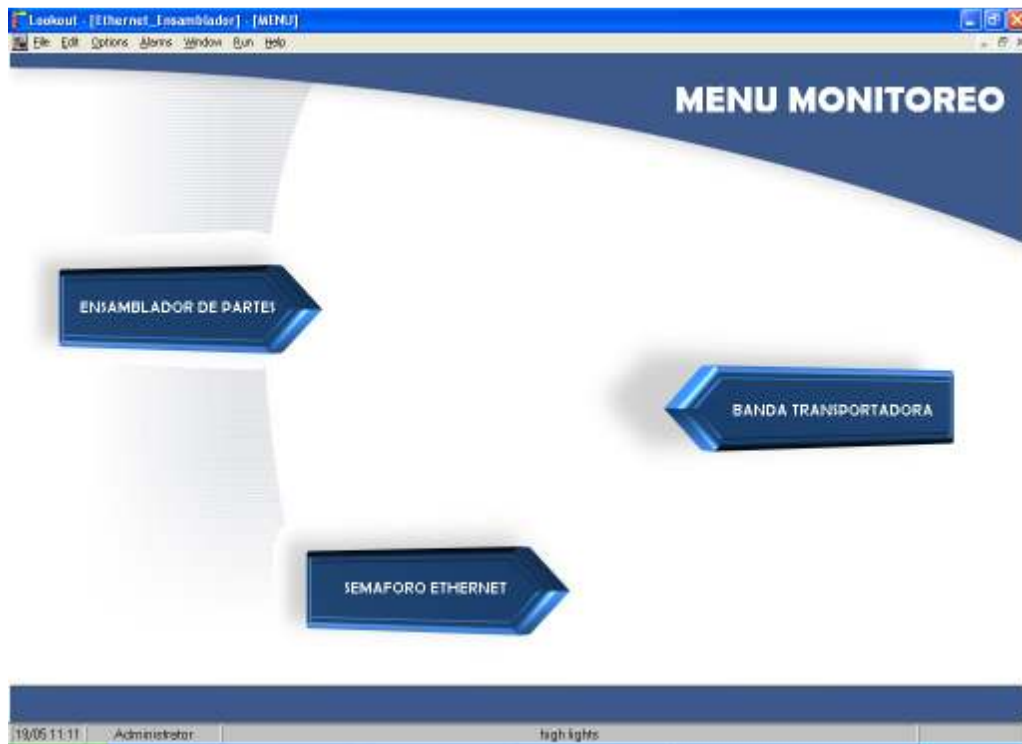 Lookout - [Ethernet_Ensamblador] - [MENU]
File Edit Options Alarms Window Run Help
MENU MONITOREO
ENSAMBLADOR DE PARTES
BANDA TRANSPORTADORA
SEMAFORO ETHERNET
19/05 11:11 Administrator high lights